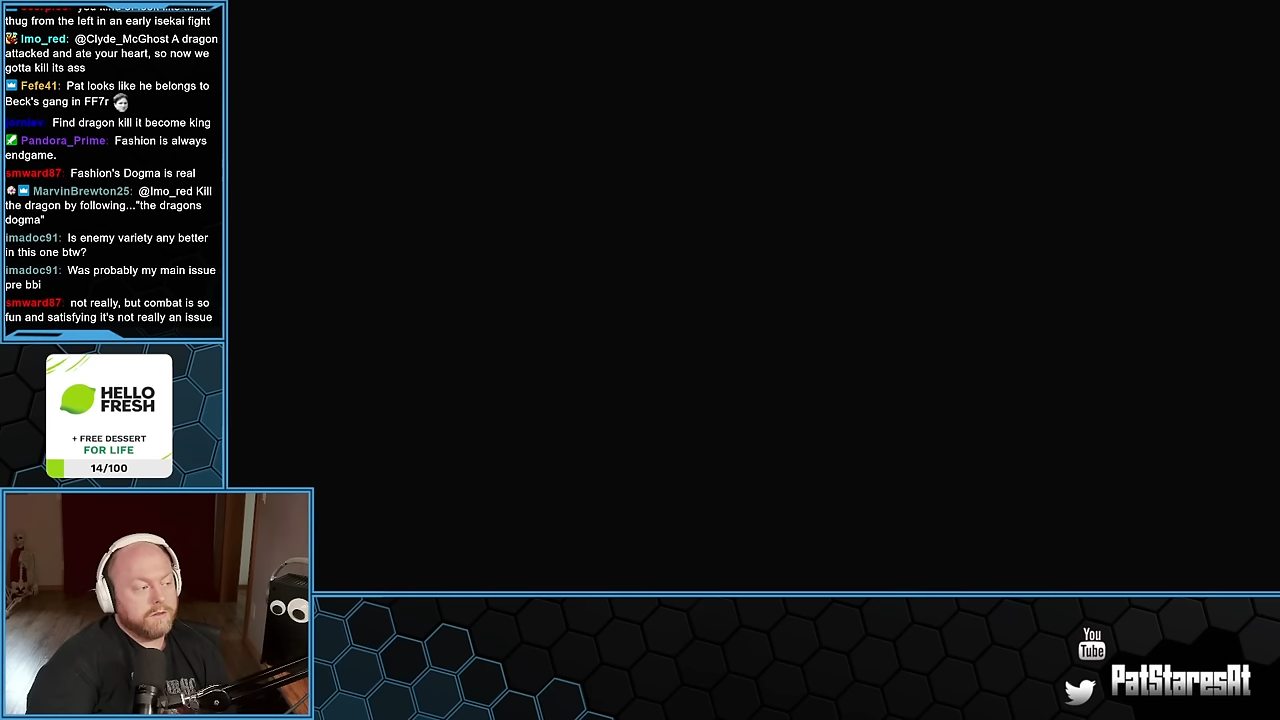 thug from the left in an early isekai fight
Imo_red: @Clyde_McGhost A dragon
attacked and ate your heart, so now we
gotta kill its ass
Fefe41: Pat looks like he belongs to
Beck's gang in FF7r
Find dragon kill it become king
Pandora_Prime: Fashion is always
endgame.
smward87: Fashion's Dogma is real
MarvinBrewton25: @Imo_red Kill
the dragon by following..."the dragons
dogma"
imadoc91: Is enemy variety any better
in this one btw?
imadoc91: Was probably my main issue
pre bbi
smward87: not really, but combat is so
fun and satisfying it's not really an issue
HELLO
FRESH
+ FREE DESSERT
FOR LIFE
14/100
You
Tube
PatStaresAt